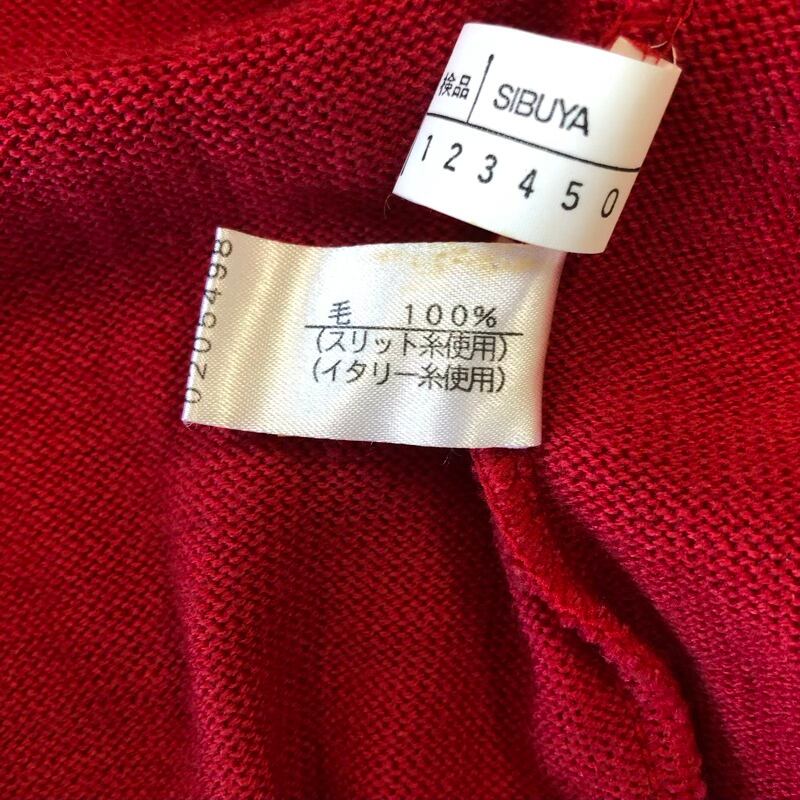 検品 SIBUYA
1 2 3 4 5 0
毛 100%
(スリット糸使用)
(イタリー糸使用)
0205498